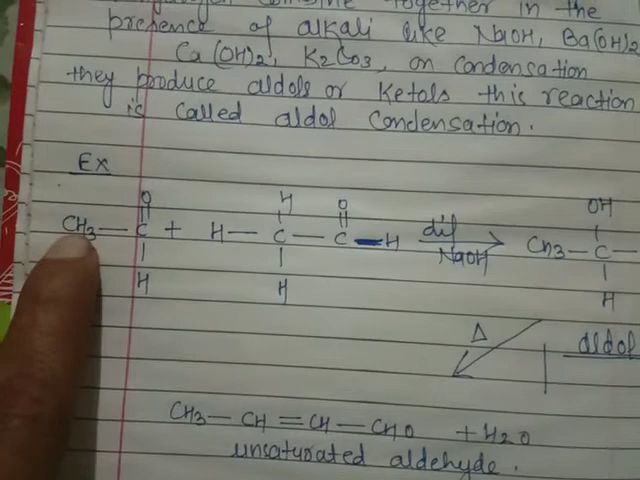 together in the
presence of alkali like NaOH, Ba(OH)2
Ca(OH)2, K2CO3, on condensation
they produce aldols or Ketols this reaction
is called aldol condensation.
Ex
O H O OH
CH3 — C + H — C — C — H dil NaOH CH3 — C —
H H H
Δ aldol
CH3 — CH = CH — CHO + H2O
unsaturated aldehyde.